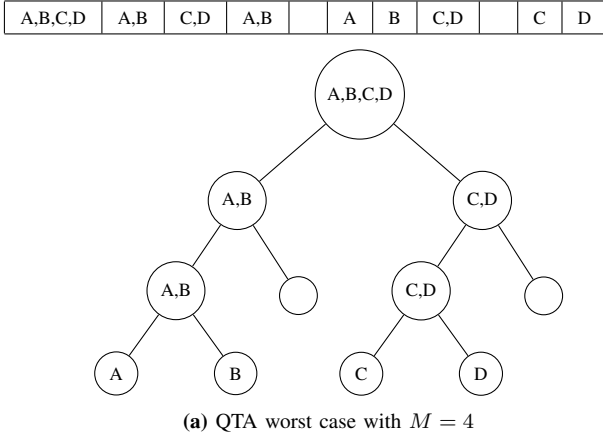 A,B,C,D A,B C,D A,B A B C,D C D
A,B,C,D
A,B C,D
A,B C,D
A B C D
(a) QTA worst case with M = 4